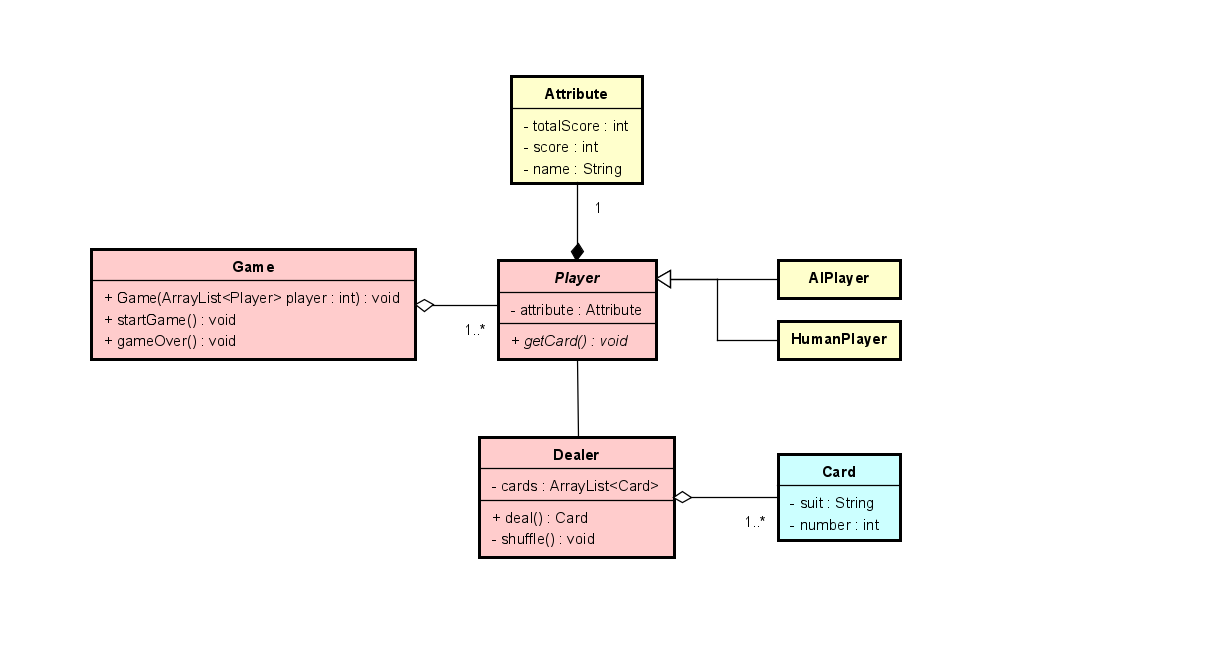 Attribute
- totalScore : int
- score : int
- name : String
1
Game
+ Game(ArrayList<Player> player : int) : void
+ startGame() : void
+ gameOver() : void
1..*
Player
- attribute : Attribute
+ getCard() : void
AIPlayer
HumanPlayer
Dealer
- cards : ArrayList<Card>
+ deal() : Card
- shuffle() : void
1..*
Card
- suit : String
- number : int